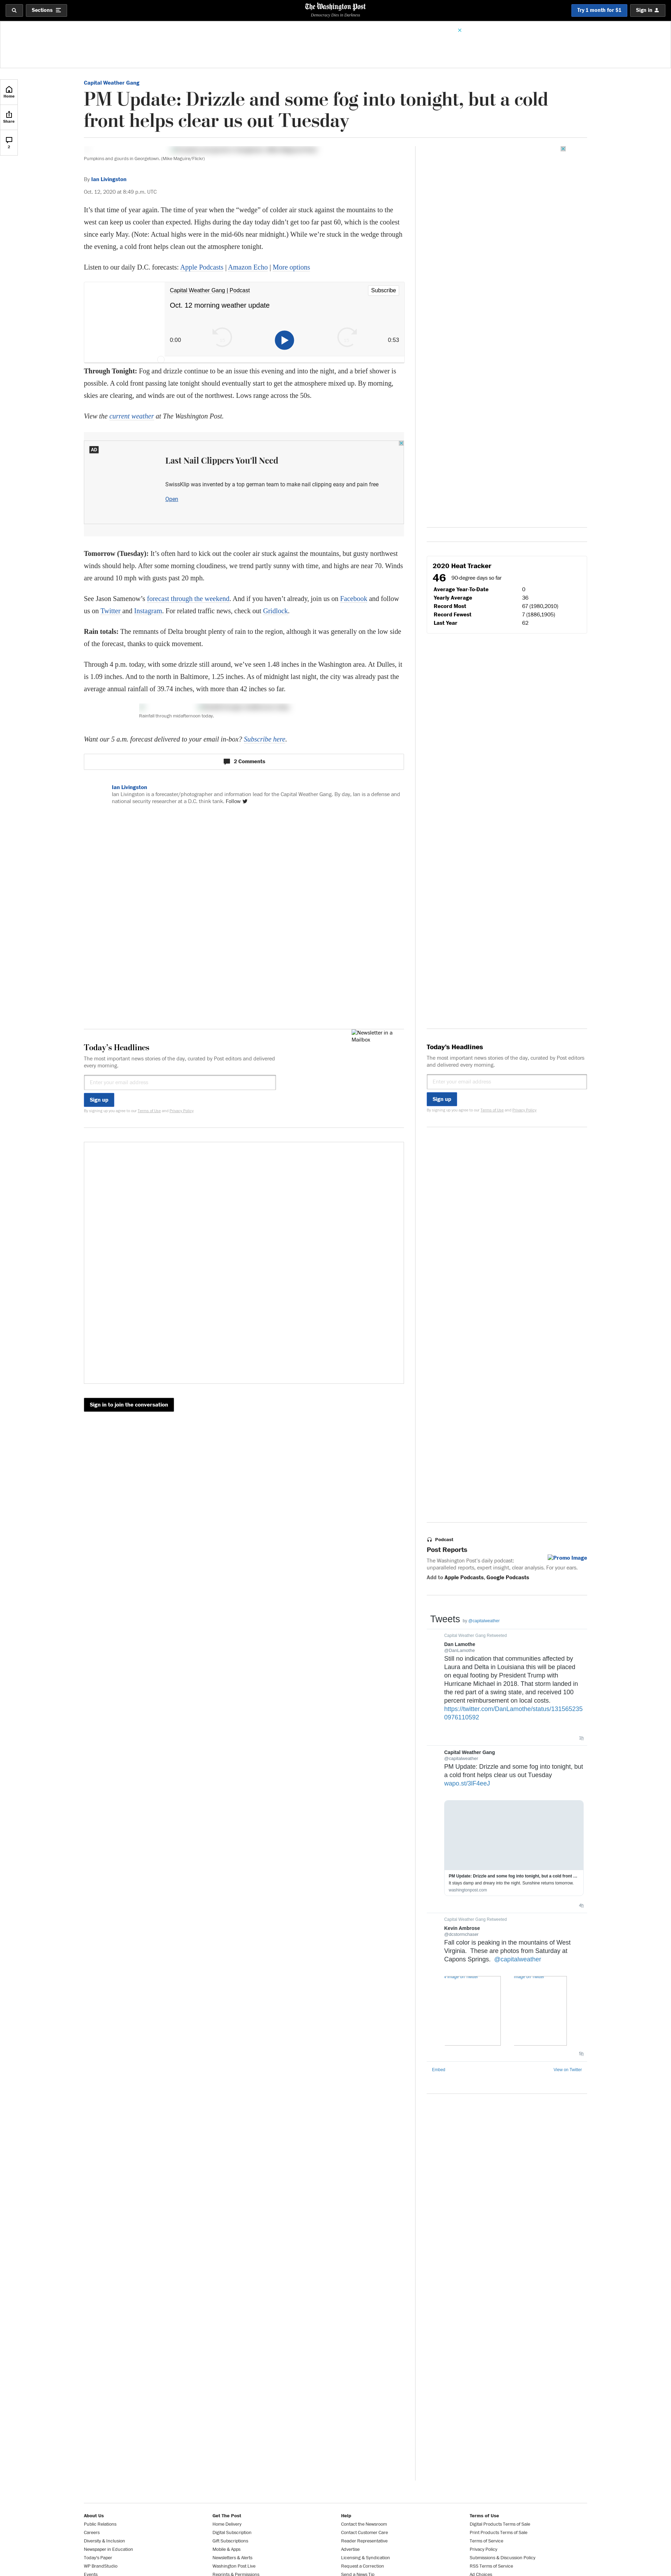 Sections
The Washington Post
Democracy Dies in Darkness
Try 1 month for $1
Sign in
Home
Share
2
Capital Weather Gang
PM Update: Drizzle and some fog into tonight, but a cold
front helps clear us out Tuesday
Pumpkins and gourds in Georgetown. (Mike Maguire/Flickr)
By Ian Livingston
Oct. 12, 2020 at 8:49 p.m. UTC
It’s that time of year again. The time of year when the “wedge” of colder air stuck against the mountains to the
west can keep us cooler than expected. Highs during the day today didn’t get too far past 60, which is the coolest
since early May. (Note: Actual highs were in the mid-60s near midnight.) While we’re stuck in the wedge through
the evening, a cold front helps clean out the atmosphere tonight.
Listen to our daily D.C. forecasts: Apple Podcasts | Amazon Echo | More options
Capital Weather Gang | Podcast
Subscribe
Oct. 12 morning weather update
0:00
0:53
Through Tonight: Fog and drizzle continue to be an issue this evening and into the night, and a brief shower is
possible. A cold front passing late tonight should eventually start to get the atmosphere mixed up. By morning,
skies are clearing, and winds are out of the northwest. Lows range across the 50s.
View the current weather at The Washington Post.
AD
Last Nail Clippers You'll Need
SwissKlip was invented by a top german team to make nail clipping easy and pain free
Open
Tomorrow (Tuesday): It’s often hard to kick out the cooler air stuck against the mountains, but gusty northwest
winds should help. After some morning cloudiness, we trend partly sunny with time, and highs are near 70. Winds
are around 10 mph with gusts past 20 mph.
See Jason Samenow’s forecast through the weekend. And if you haven’t already, join us on Facebook and follow
us on Twitter and Instagram. For related traffic news, check out Gridlock.
Rain totals: The remnants of Delta brought plenty of rain to the region, although it was generally on the low side
of the forecast, thanks to quick movement.
Through 4 p.m. today, with some drizzle still around, we’ve seen 1.48 inches in the Washington area. At Dulles, it
is 1.09 inches. And to the north in Baltimore, 1.25 inches. As of midnight last night, the city was already past the
average annual rainfall of 39.74 inches, with more than 42 inches so far.
Rainfall through midafternoon today.
Want our 5 a.m. forecast delivered to your email in-box? Subscribe here.
2 Comments
Ian Livingston
Ian Livingston is a forecaster/photographer and information lead for the Capital Weather Gang. By day, Ian is a defense and
national security researcher at a D.C. think tank. Follow
2020 Heat Tracker
46 90-degree days so far
Average Year-To-Date 0
Yearly Average 36
Record Most 67 (1980,2010)
Record Fewest 7 (1886,1905)
Last Year 62
Today's Headlines
The most important news stories of the day, curated by Post editors and delivered
every morning.
Newsletter in a
Mailbox
Enter your email address
Sign up
By signing up you agree to our Terms of Use and Privacy Policy
Today’s Headlines
The most important news stories of the day, curated by Post editors
and delivered every morning.
Enter your email address
Sign up
By signing up you agree to our Terms of Use and Privacy Policy
Sign in to join the conversation
Podcast
Post Reports
The Washington Post's daily podcast:
unparalleled reports, expert insight, clear analysis. For your ears.
Promo Image
Add to Apple Podcasts, Google Podcasts
Tweets by @capitalweather
Capital Weather Gang Retweeted
Dan Lamothe
@DanLamothe
Still no indication that communities affected by
Laura and Delta in Louisiana this will be placed
on equal footing by President Trump with
Hurricane Michael in 2018. That storm landed in
the red part of a swing state, and received 100
percent reimbursement on local costs.
https://twitter.com/DanLamothe/status/131565235
0976110592
Capital Weather Gang
@capitalweather
PM Update: Drizzle and some fog into tonight, but
a cold front helps clear us out Tuesday
wapo.st/3lF4eeJ
PM Update: Drizzle and some fog into tonight, but a cold front ...
It stays damp and dreary into the night. Sunshine returns tomorrow.
washingtonpost.com
Capital Weather Gang Retweeted
Kevin Ambrose
@dcstormchaser
Fall color is peaking in the mountains of West
Virginia. These are photos from Saturday at
Capons Springs. @capitalweather
Embed
View on Twitter
About Us
Public Relations
Careers
Diversity & Inclusion
Newspaper in Education
Today's Paper
WP BrandStudio
Events
Get The Post
Home Delivery
Digital Subscription
Gift Subscriptions
Mobile & Apps
Newsletters & Alerts
Washington Post Live
Reprints & Permissions
Help
Contact the Newsroom
Contact Customer Care
Reader Representative
Advertise
Licensing & Syndication
Request a Correction
Send a News Tip
Terms of Use
Digital Products Terms of Sale
Print Products Terms of Sale
Terms of Service
Privacy Policy
Submissions & Discussion Policy
RSS Terms of Service
Ad Choices